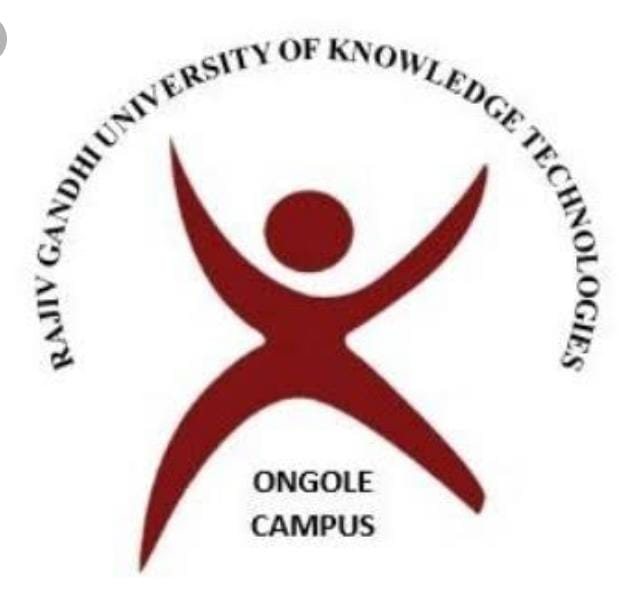 RAJIV GANDHI UNIVERSITY OF KNOWLEDGE TECHNOLOGIES
ONGOLE
CAMPUS